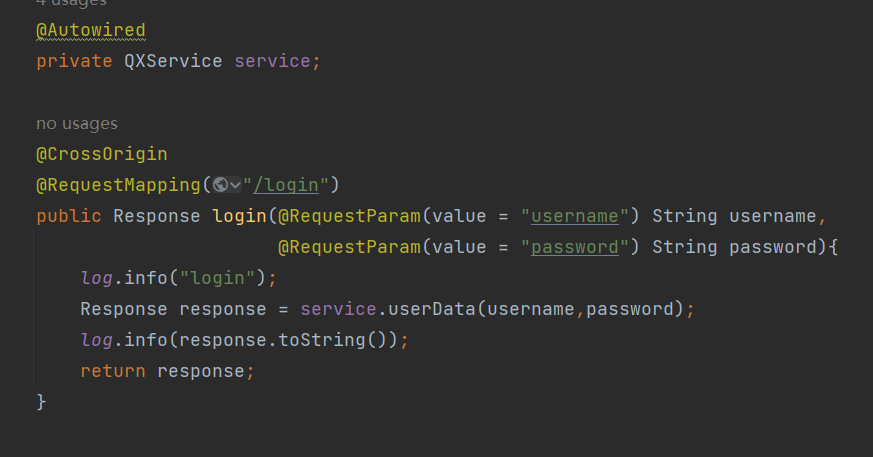 4 usages
@Autowired
private QXService service;
no usages
@CrossOrigin
@RequestMapping("/login")
public Response login(@RequestParam(value = "username") String username,
@RequestParam(value = "password") String password){
log.info("login");
Response response = service.userData(username,password);
log.info(response.toString());
return response;
}